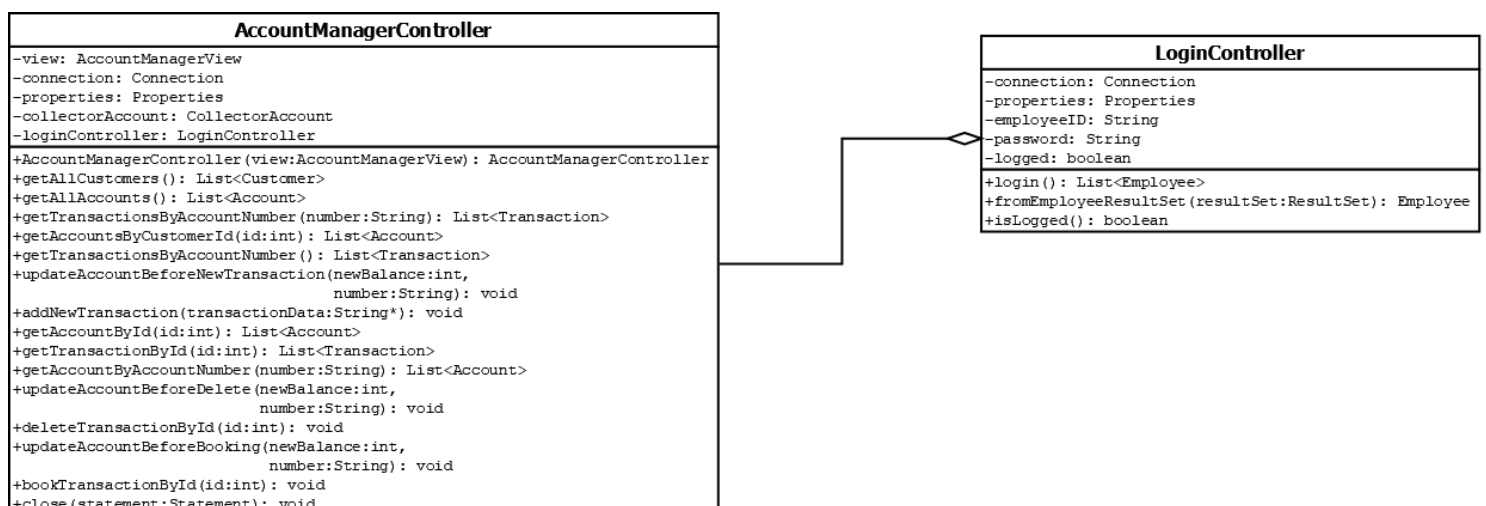 AccountManagerController
-view: AccountManagerView
-connection: Connection
-properties: Properties
-collectorAccount: CollectorAccount
-loginController: LoginController
+AccountManagerController(view:AccountManagerView): AccountManagerController
+getAllCustomers(): List<Customer>
+getAllAccounts(): List<Account>
+getTransactionsByAccountNumber(number:String): List<Transaction>
+getAccountsByCustomerId(id:int): List<Account>
+getTransactionsByAccountNumber(): List<Transaction>
+updateAccountBeforeNewTransaction(newBalance:int,
number:String): void
+addNewTransaction(transactionData:String*): void
+getAccountById(id:int): List<Account>
+getTransactionById(id:int): List<Transaction>
+getAccountByAccountNumber(number:String): List<Account>
+updateAccountBeforeDelete(newBalance:int,
number:String): void
+deleteTransactionById(id:int): void
+updateAccountBeforeBooking(newBalance:int,
number:String): void
+bookTransactionById(id:int): void
+close(statement:Statement): void
LoginController
-connection: Connection
-properties: Properties
-employeeID: String
-password: String
-logged: boolean
+login(): List<Employee>
+fromEmployeeResultSet(resultSet:ResultSet): Employee
+isLogged(): boolean